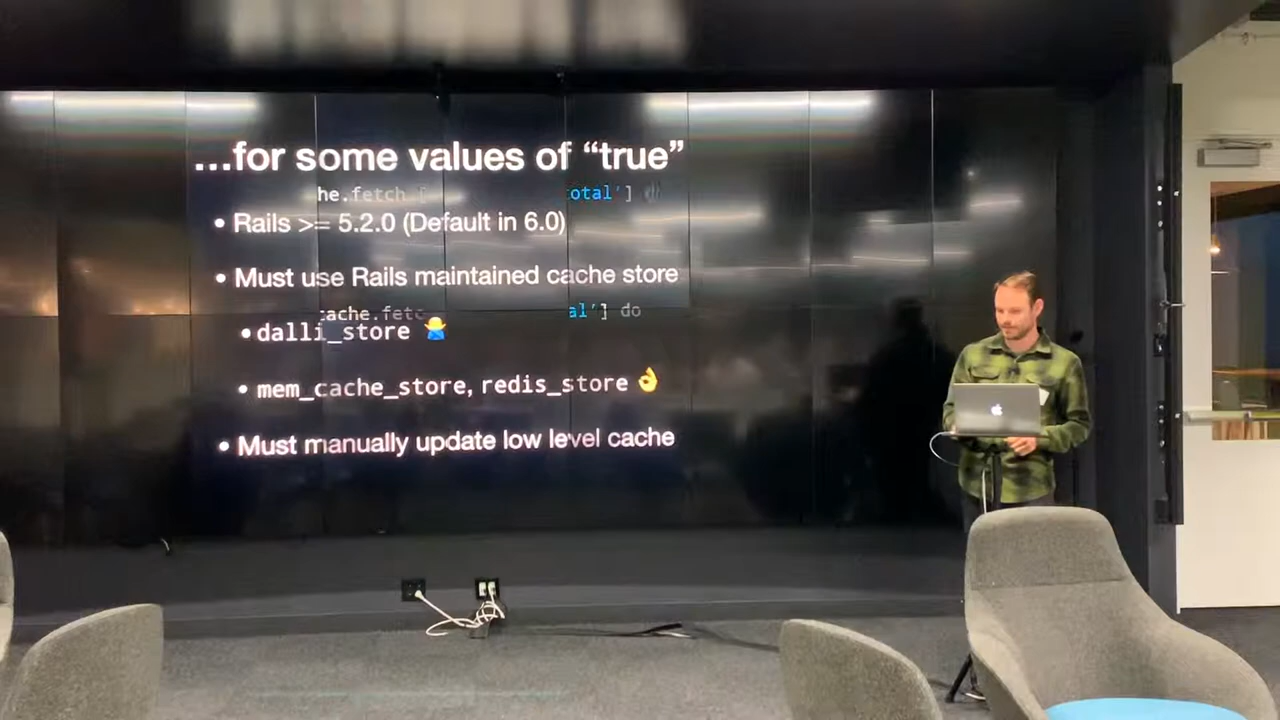 ...for some values of “true”
he.fetch [ otal'] do
• Rails >= 5.2.0 (Default in 6.0)
• Must use Rails maintained cache store
cache.fetc al'] do
• dalli_store 🤷‍♂️
• mem_cache_store, redis_store 👌
• Must manually update low level cache